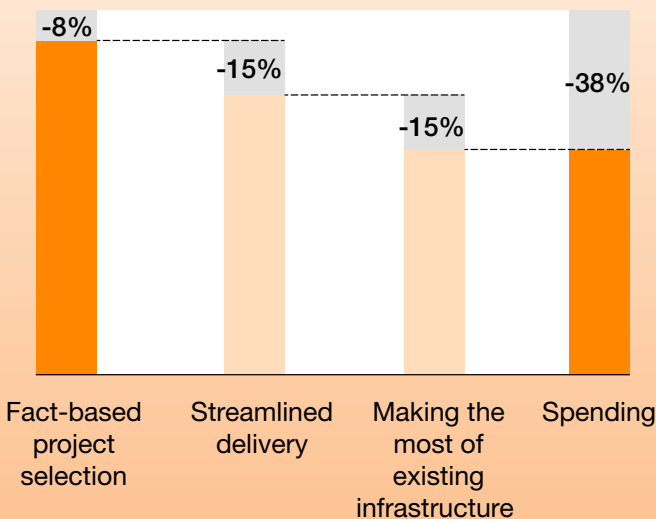 -8%
-15%
-15%
-38%
Fact-based
project
selection
Streamlined
delivery
Making the
most of
existing
infrastructure
Spending